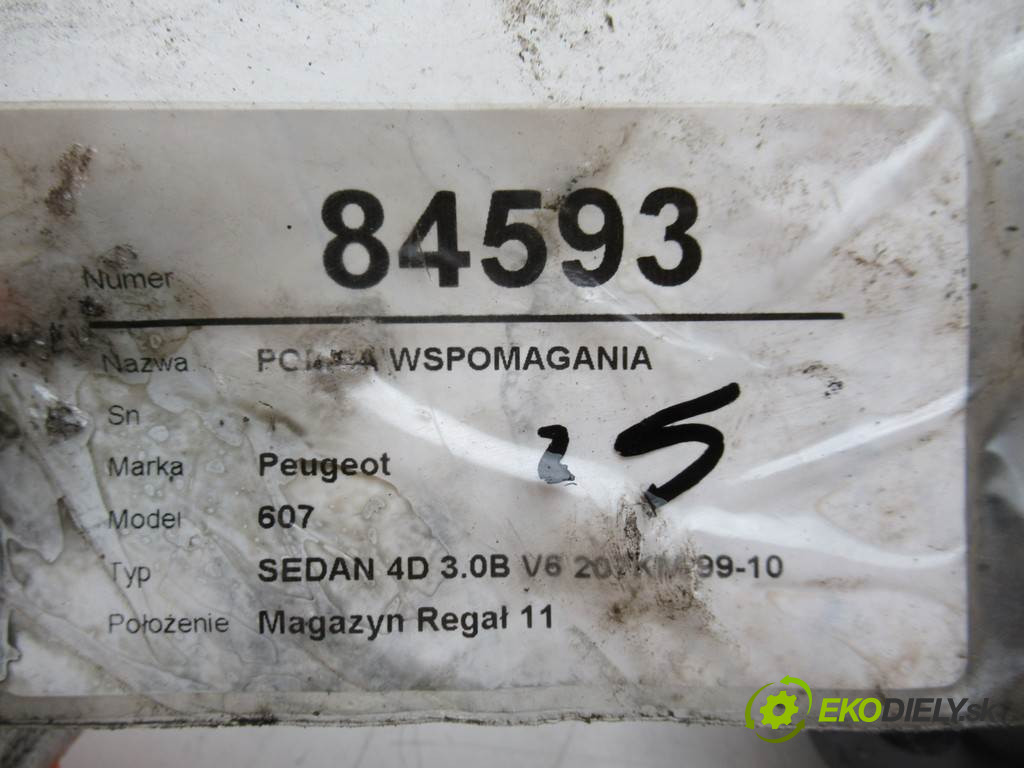 84593
Numer
Nazwa WSPOMAGANIA
Sn
25
Marka Peugeot
Model 607
Typ SEDAN 4D 3.0B V6 99-10
Położenie Magazyn Regał 11
EKODIELY.sk